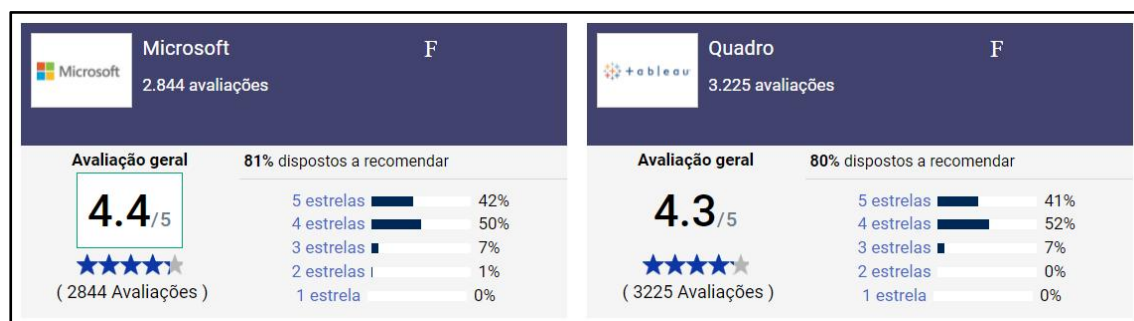 Microsoft
Microsoft
F
2.844 avaliações
Avaliação geral
81% dispostos a recomendar
4.4/5
( 2844 Avaliações )
5 estrelas 42%
4 estrelas 50%
3 estrelas 7%
2 estrelas 1%
1 estrela 0%
+ableau
Quadro
F
3.225 avaliações
Avaliação geral
80% dispostos a recomendar
4.3/5
( 3225 Avaliações )
5 estrelas 41%
4 estrelas 52%
3 estrelas 7%
2 estrelas 0%
1 estrela 0%